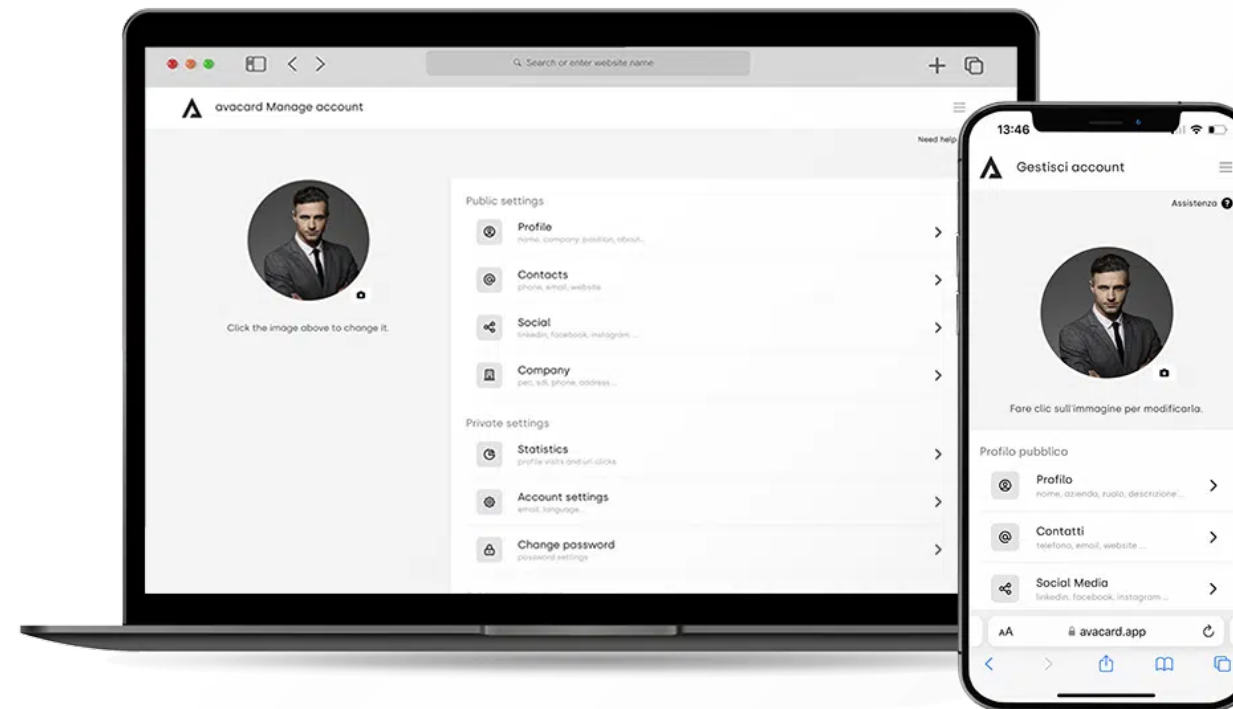 Search or enter website name
avacard Manage account
Need help
Click the image above to change it.
Public settings
Profile
name, company, position, about...
Contacts
phone, email, website
Social
linkedin, facebook, instagram ...
Company
pec, sdi, phone, address ...
Private settings
Statistics
profile visits and url clicks
Account settings
email, language...
Change password
password settings
13:46
Gestisci account
Assistenza ?
Fare clic sull'immagine per modificarla.
Profilo pubblico
Profilo
nome, azienda, ruolo, descrizione...
Contatti
telefono, email, website ...
Social Media
linkedin, facebook, instagram ...
AA
avacard.app